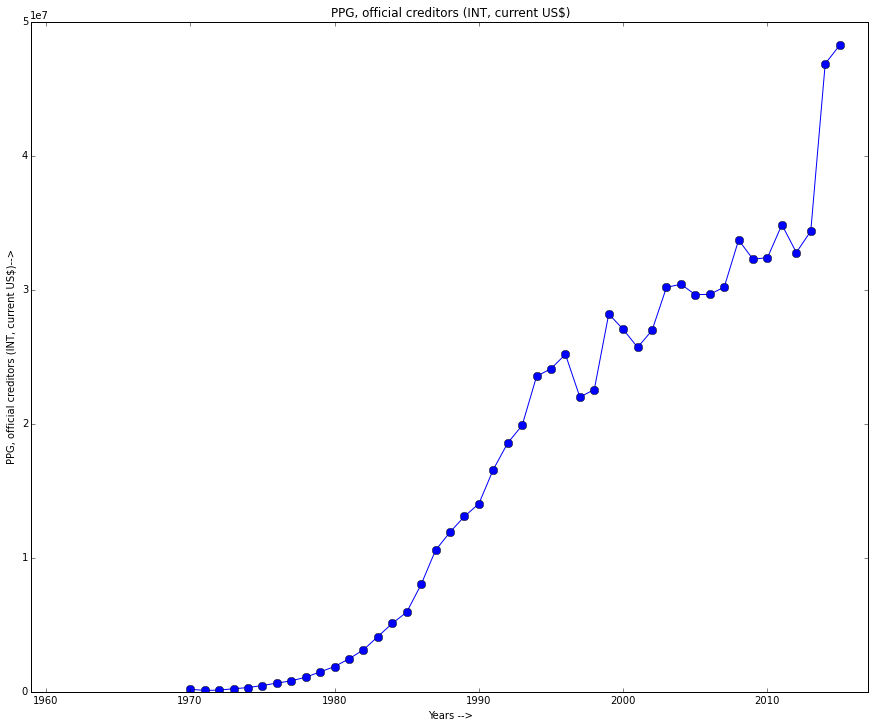 PPG, official creditors (INT, current US$)
1e7
5
4
3
2
1
0
PPG, official creditors (INT, current US$)-->
1960 1970 1980 1990 2000 2010
Years -->